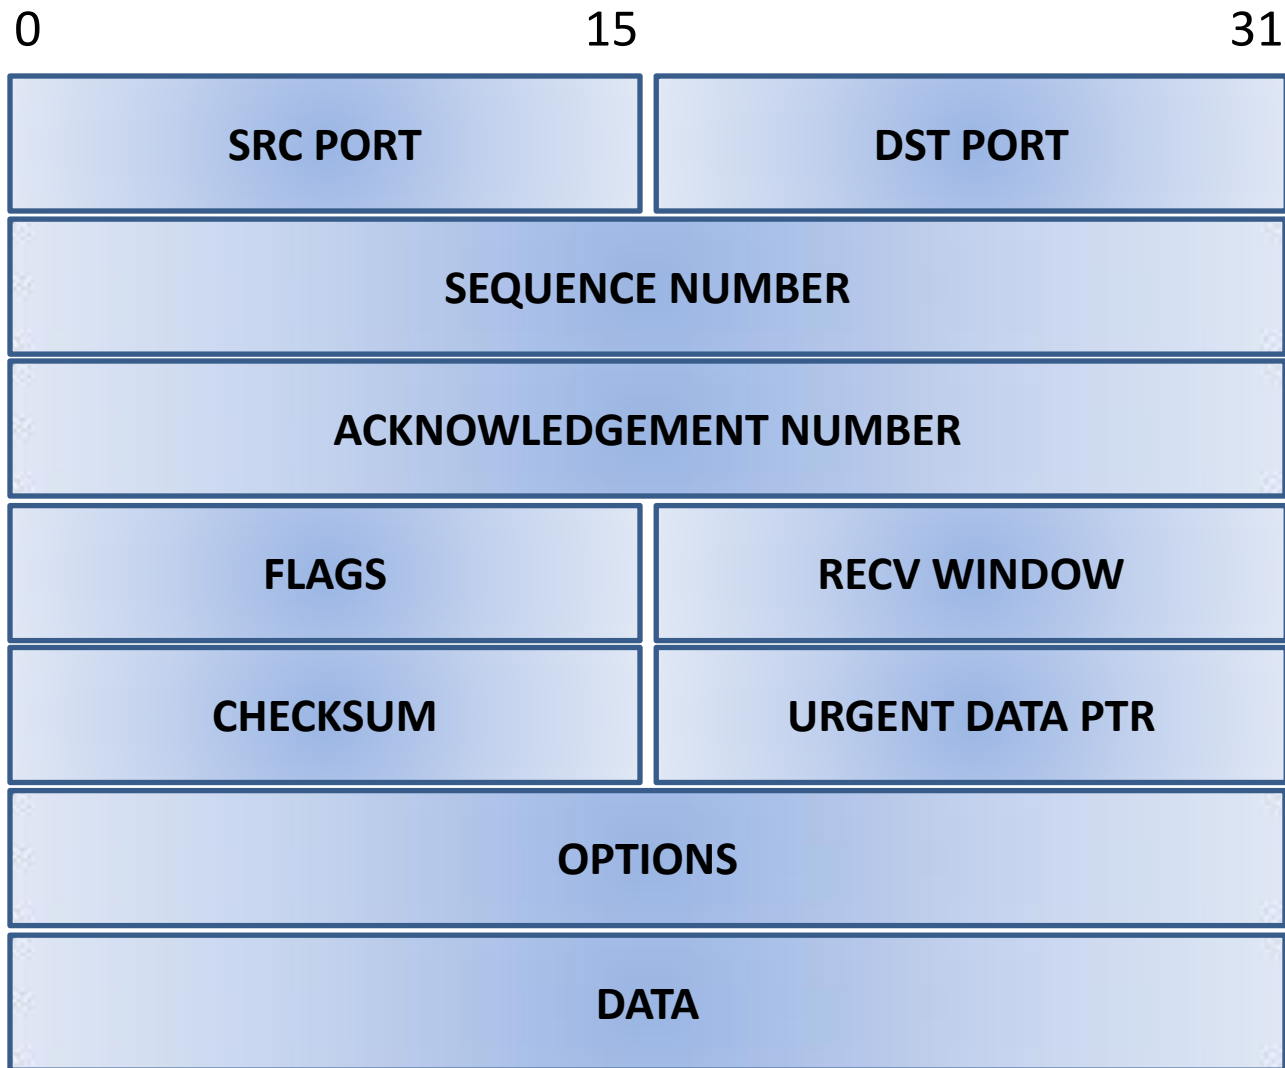 0 15 31
SRC PORT DST PORT
SEQUENCE NUMBER
ACKNOWLEDGEMENT NUMBER
FLAGS RECV WINDOW
CHECKSUM URGENT DATA PTR
OPTIONS
DATA